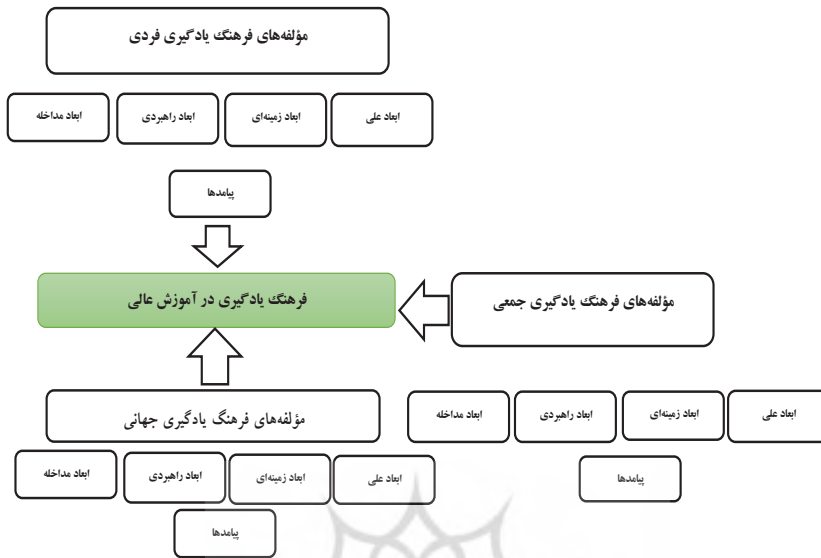 مؤلفه‌های فرهنگ یادگیری فردی
ابعاد علی
ابعاد زمینه‌ای
ابعاد راهبردی
ابعاد مداخله
پیامدها
فرهنگ یادگیری در آموزش عالی
مؤلفه‌های فرهنگ یادگیری جمعی
ابعاد علی
ابعاد زمینه‌ای
ابعاد راهبردی
ابعاد مداخله
پیامدها
مؤلفه‌های فرهنگ یادگیری جهانی
ابعاد علی
ابعاد زمینه‌ای
ابعاد راهبردی
ابعاد مداخله
پیامدها